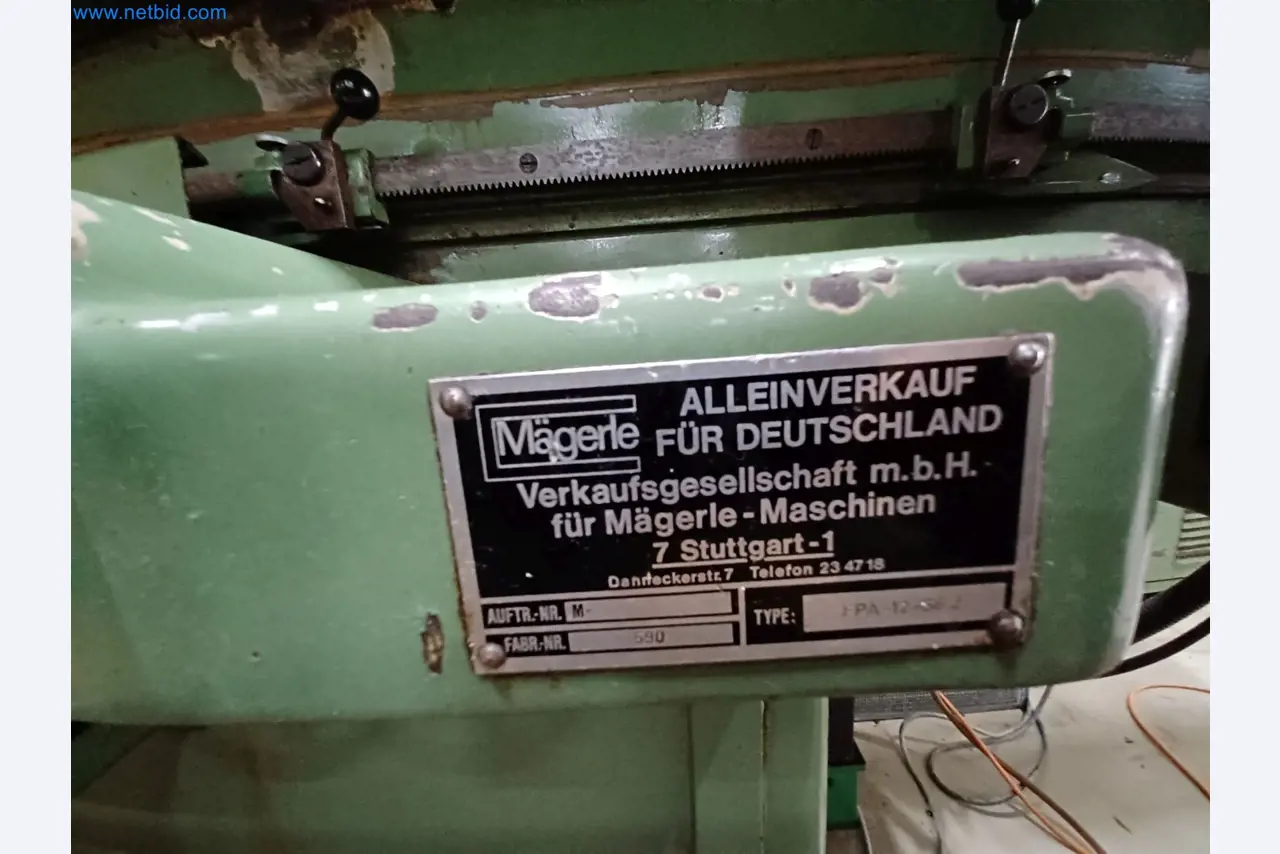 www.netbid.com
Mägerle
ALLEINVERKAUF
FÜR DEUTSCHLAND
Verkaufsgesellschaft m.b.H.
für Mägerle-Maschinen
7 Stuttgart-1
Danneckerstr. 7 Telefon 23 47 18
AUFTR.-NR. M-
FABR.-NR. 590
TYPE: